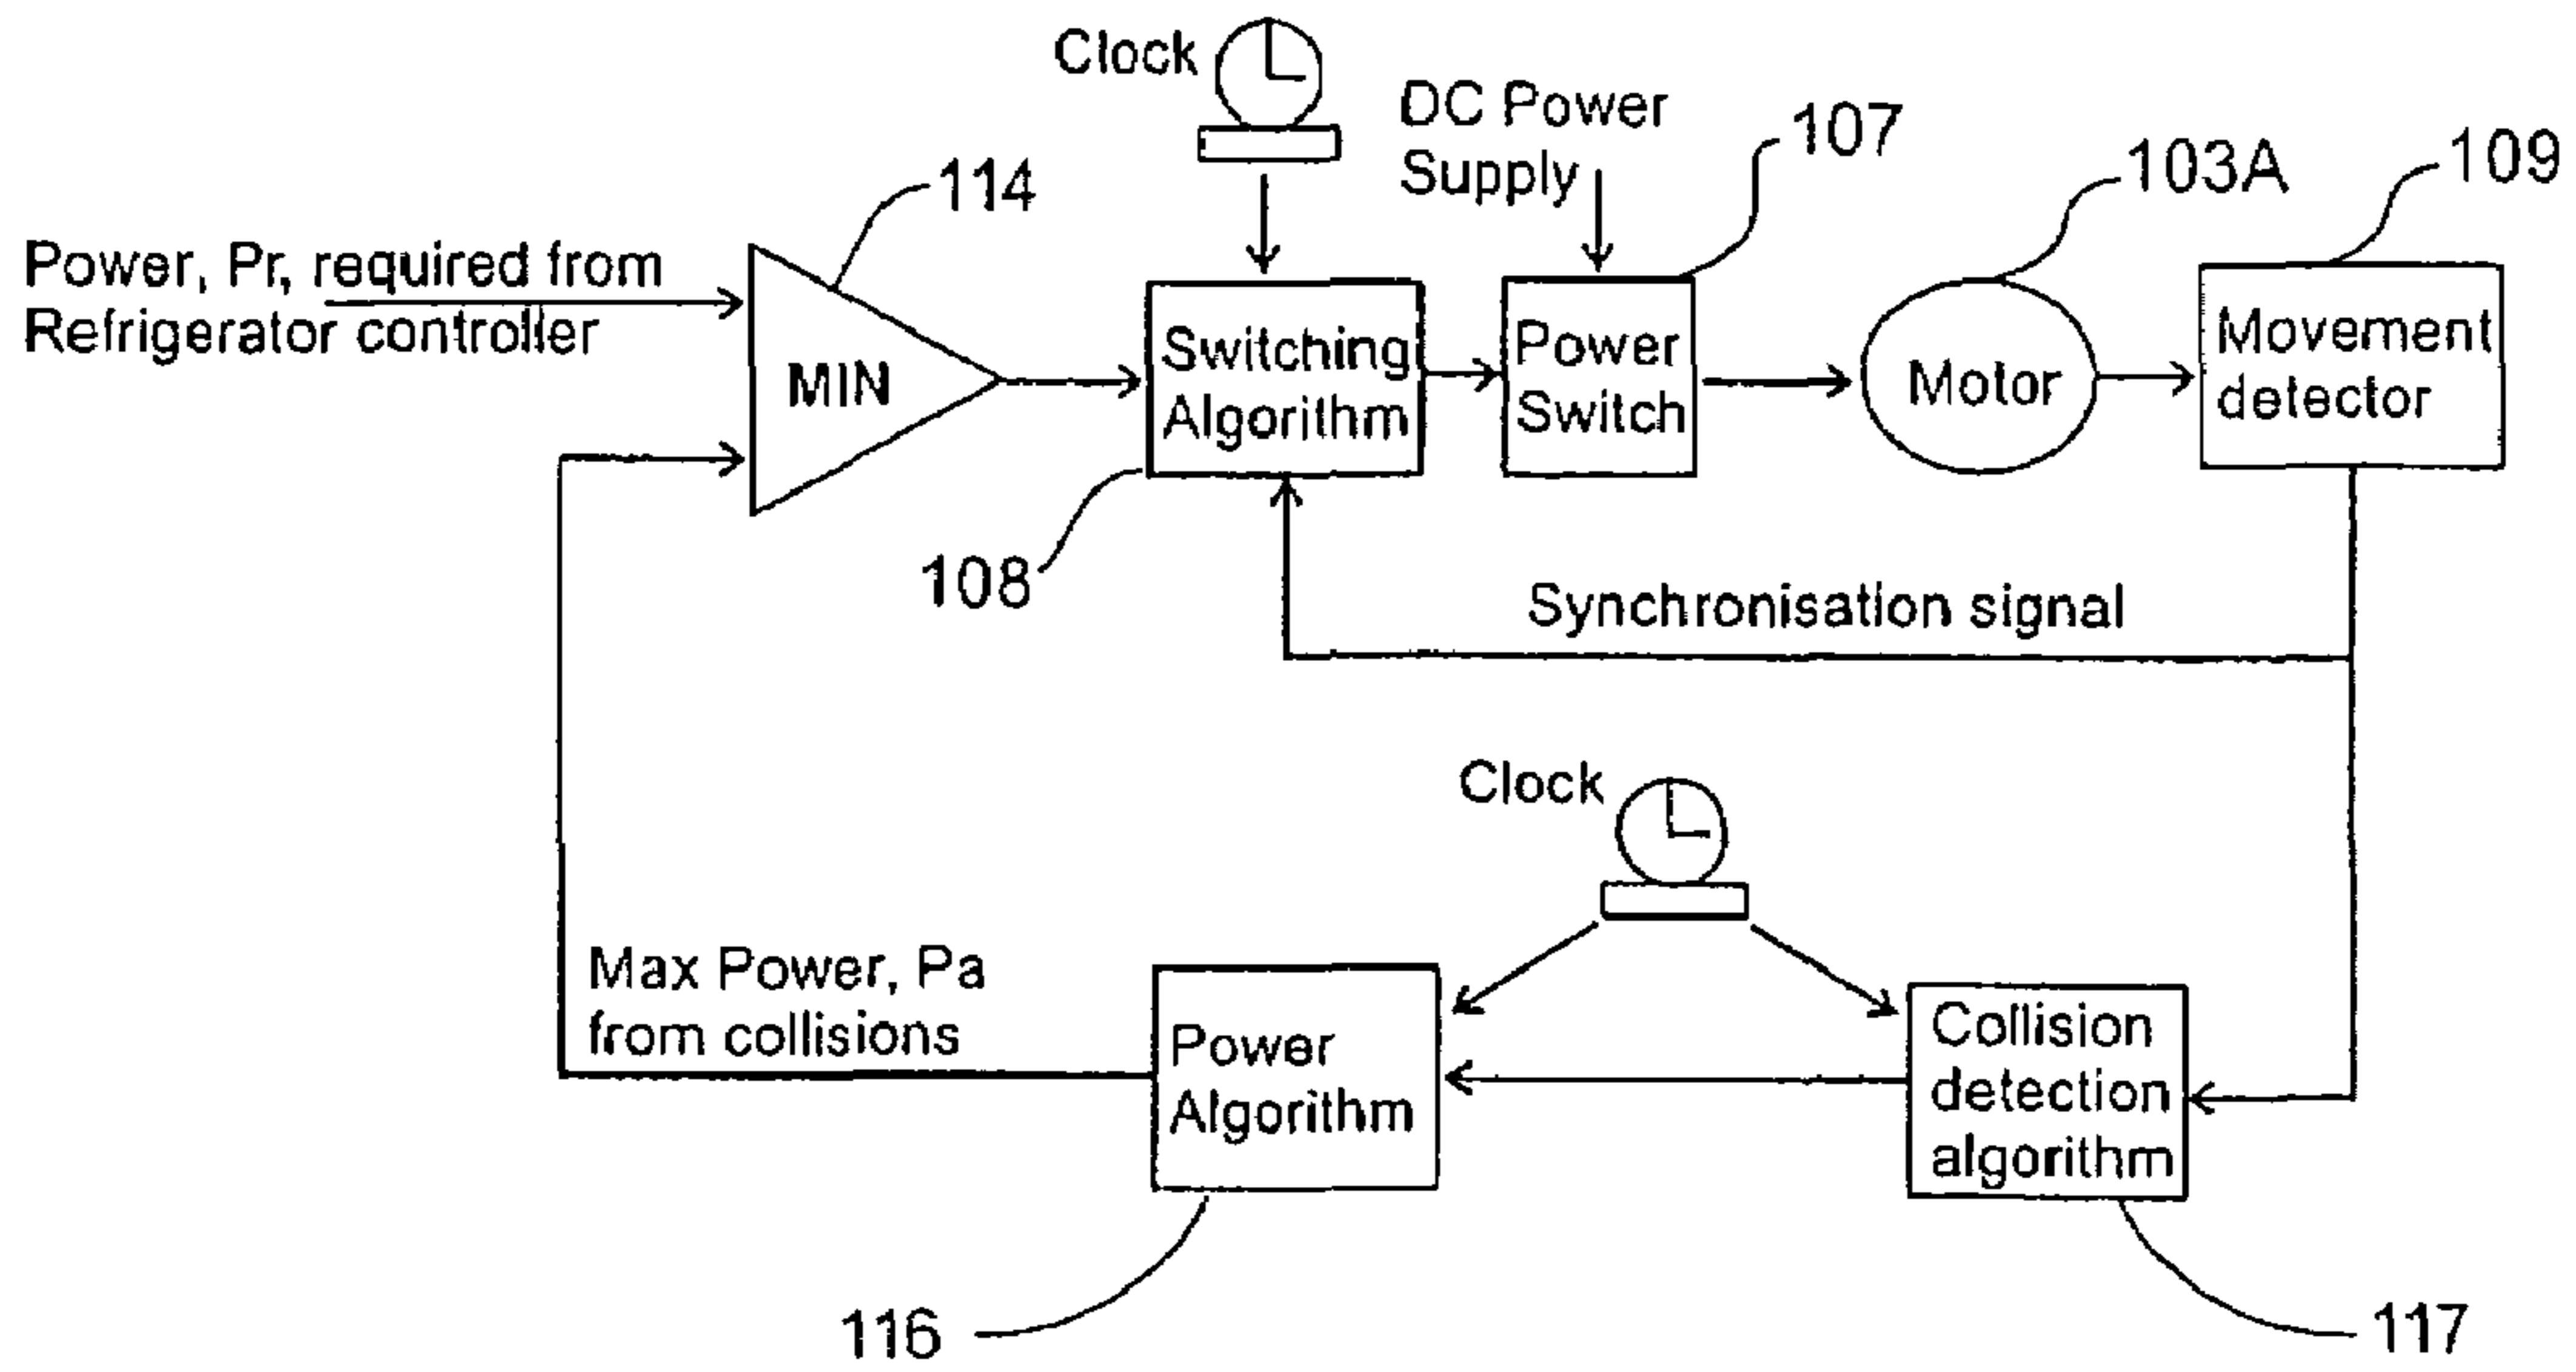 Clock
DC Power
Supply
107
103A
109
114
Power, Pr, required from
Refrigerator controller
MIN
Switching
Algorithm
Power
Switch
Motor
Movement
detector
108
Synchronisation signal
Clock
Max Power, Pa
from collisions
Power
Algorithm
Collision
detection
algorithm
116
117